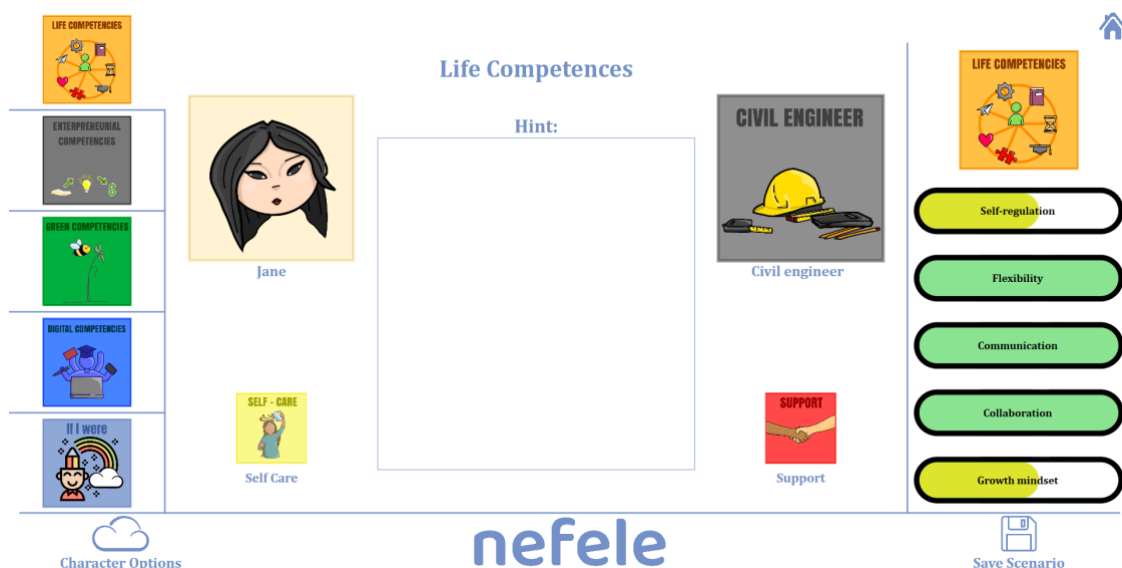 LIFE COMPETENCIES
ENTERPRENEURIAL
COMPETENCIES
GREEN COMPETENCIES
DIGITAL COMPETENCIES
If I were
Life Competences
Jane
Hint:
CIVIL ENGINEER
Civil engineer
SELF - CARE
Self Care
SUPPORT
Support
LIFE COMPETENCIES
Self-regulation
Flexibility
Communication
Collaboration
Growth mindset
Character Options
nefele
Save Scenario